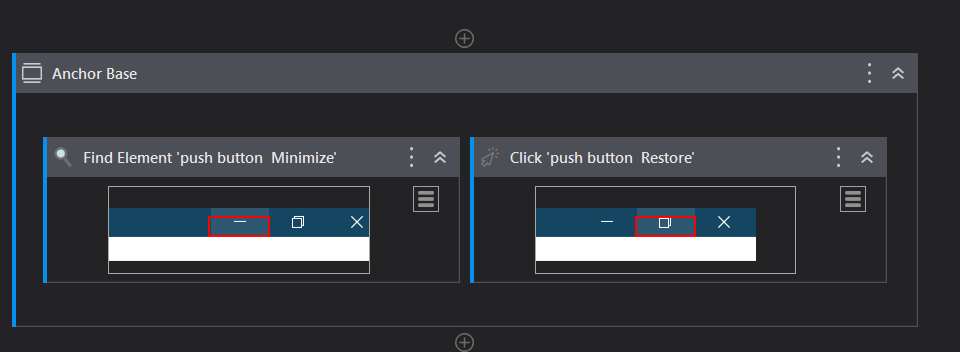 Anchor Base
Find Element 'push button  Minimize'
Click 'push button  Restore'